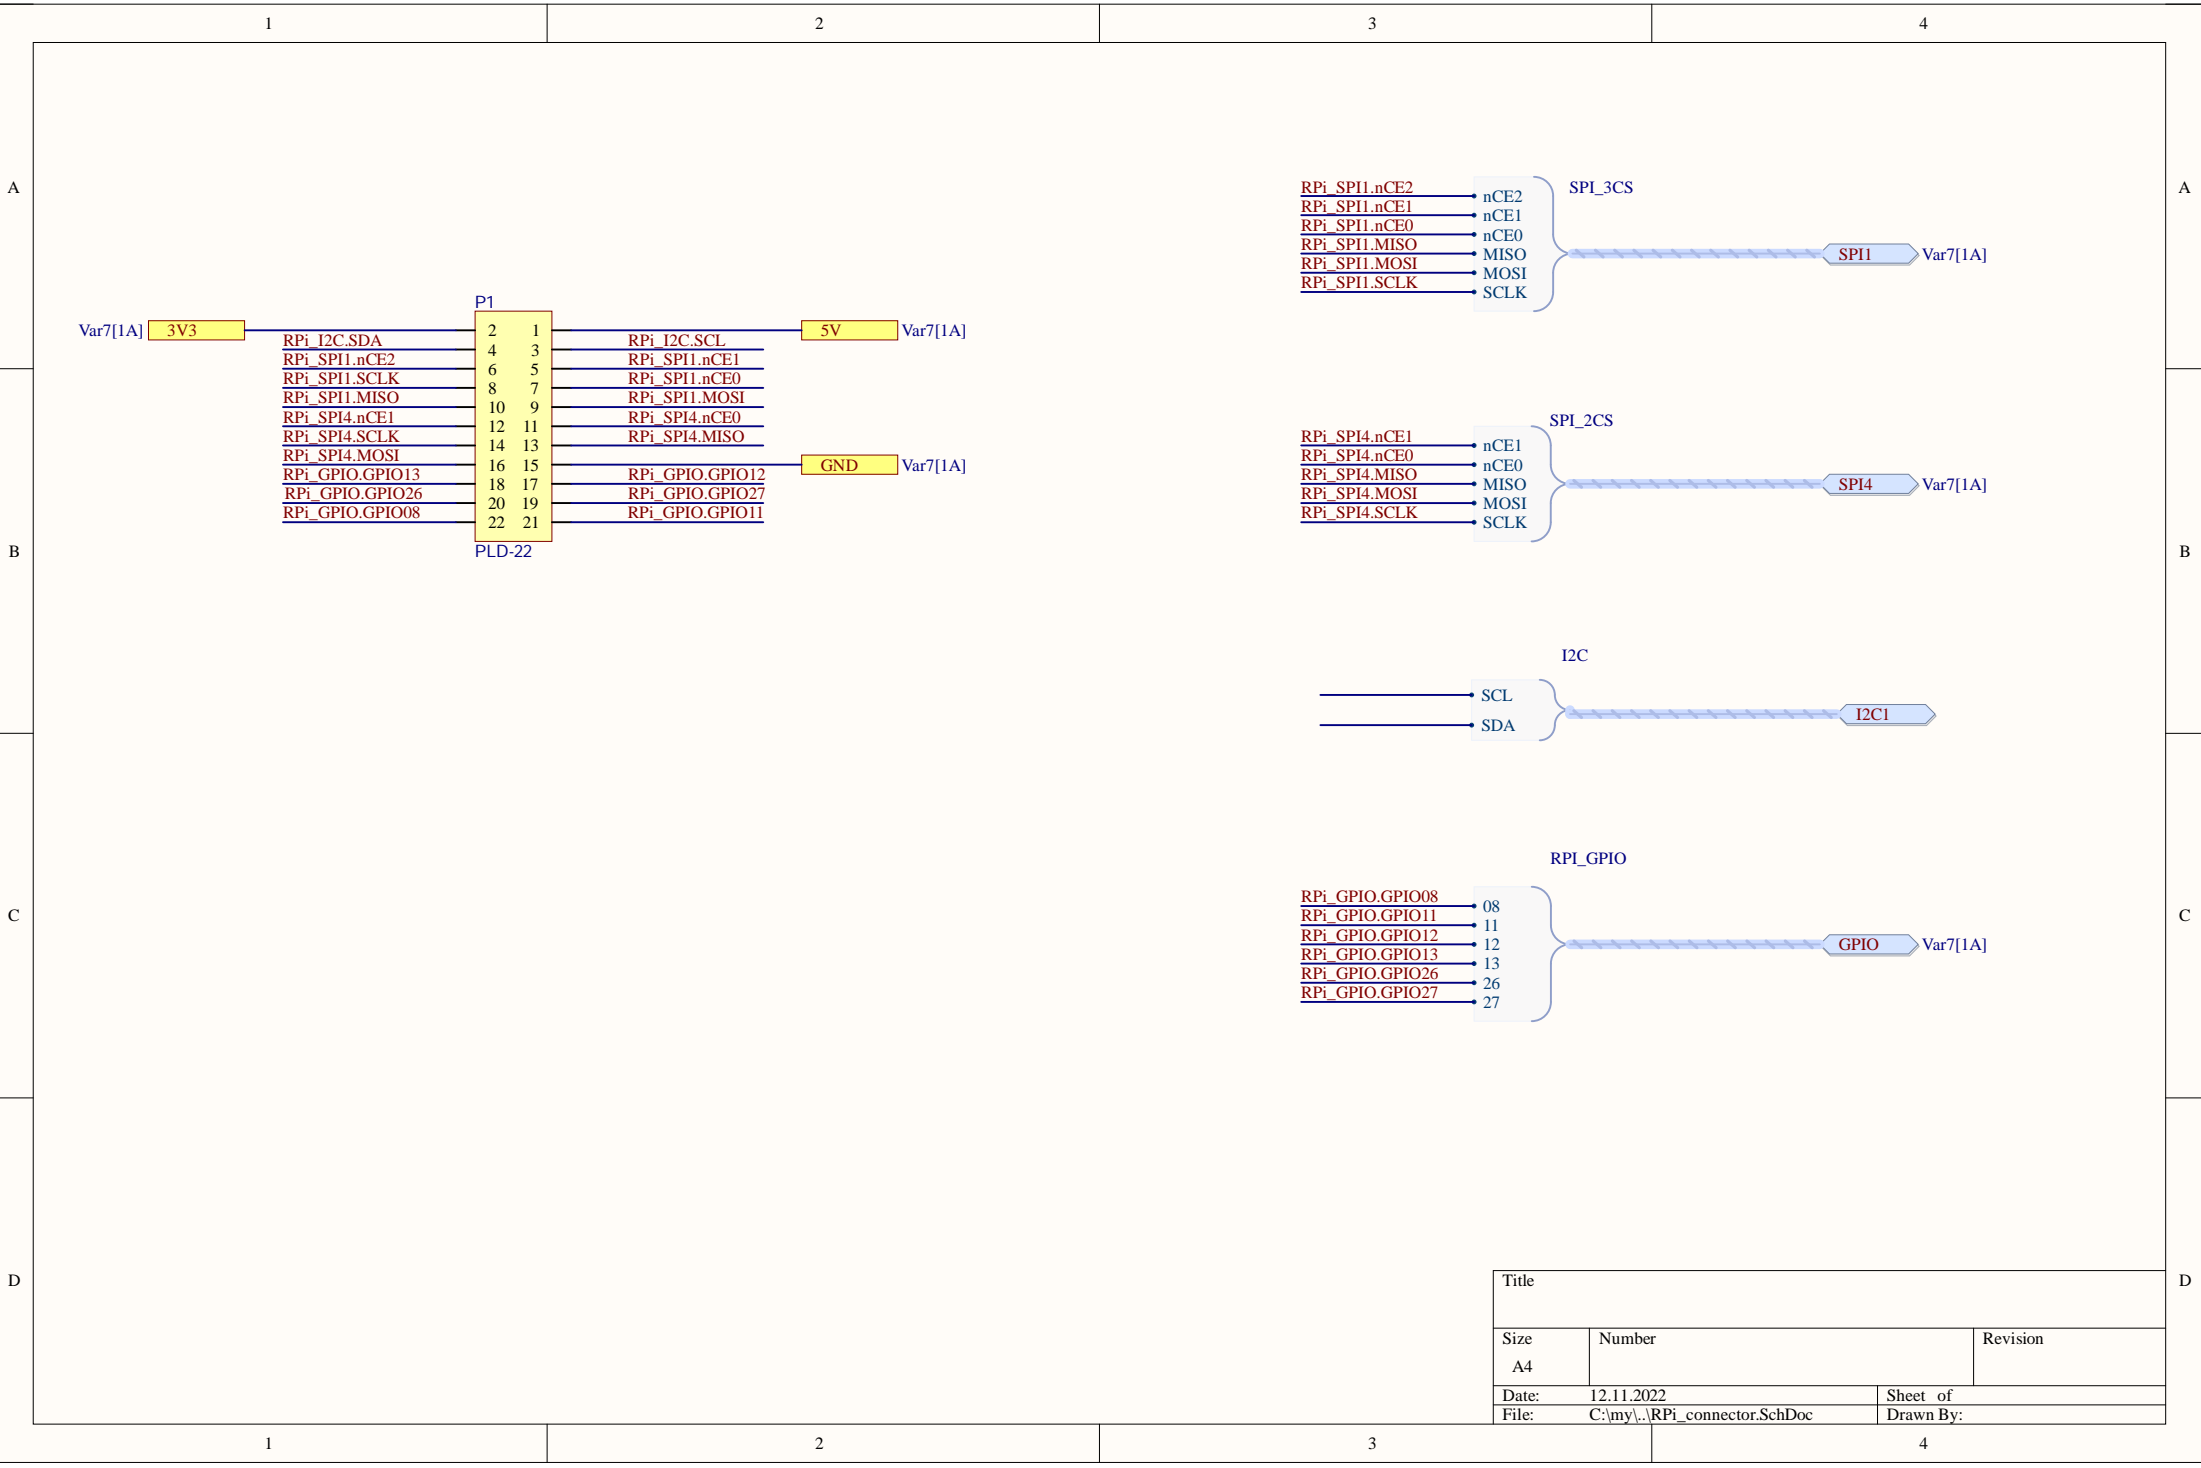 1 2 3 4
A A
B B
C C
D D
P1
Var7[1A] 3V3 2 1 5V Var7[1A]
RPi_I2C.SDA 4 3 RPi_I2C.SCL
RPi_SPI1.nCE2 6 5 RPi_SPI1.nCE1
RPi_SPI1.SCLK 8 7 RPi_SPI1.nCE0
RPi_SPI1.MISO 10 9 RPi_SPI1.MOSI
RPi_SPI4.nCE1 12 11 RPi_SPI4.nCE0
RPi_SPI4.SCLK 14 13 RPi_SPI4.MISO
RPi_SPI4.MOSI 16 15 GND Var7[1A]
RPi_GPIO.GPIO13 18 17 RPi_GPIO.GPIO12
RPi_GPIO.GPIO26 20 19 RPi_GPIO.GPIO27
RPi_GPIO.GPIO08 22 21 RPi_GPIO.GPIO11
PLD-22
SPI_3CS
RPi_SPI1.nCE2 nCE2
RPi_SPI1.nCE1 nCE1
RPi_SPI1.nCE0 nCE0
RPi_SPI1.MISO MISO SPI1 Var7[1A]
RPi_SPI1.MOSI MOSI
RPi_SPI1.SCLK SCLK
SPI_2CS
RPi_SPI4.nCE1 nCE1
RPi_SPI4.nCE0 nCE0
RPi_SPI4.MISO MISO SPI4 Var7[1A]
RPi_SPI4.MOSI MOSI
RPi_SPI4.SCLK SCLK
I2C
SCL
I2C1
SDA
RPI_GPIO
RPi_GPIO.GPIO08 08
RPi_GPIO.GPIO11 11
RPi_GPIO.GPIO12 12 GPIO Var7[1A]
RPi_GPIO.GPIO13 13
RPi_GPIO.GPIO26 26
RPi_GPIO.GPIO27 27
Title
Size Number Revision
A4
Date: 12.11.2022 Sheet of
File: C:\my\..\RPi_connector.SchDoc Drawn By:
1 2 3 4